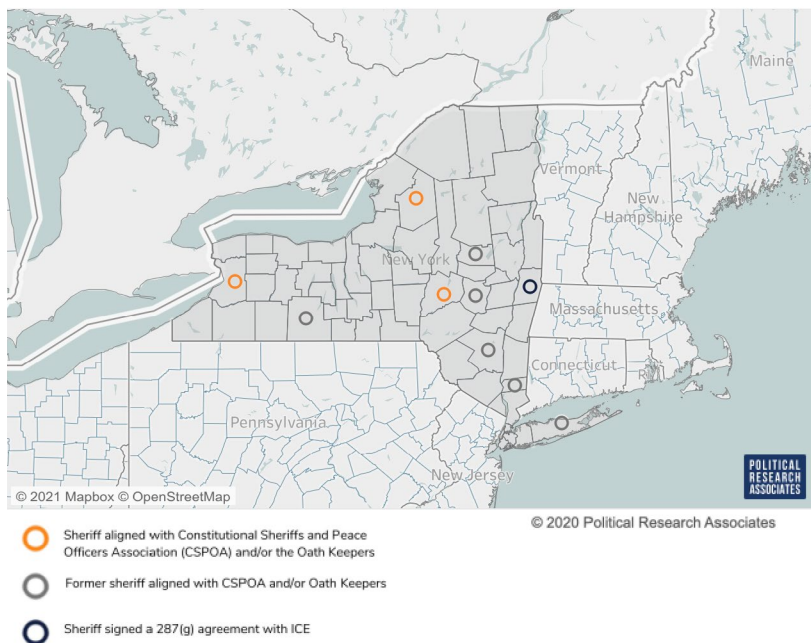 Maine
Vermont
New
Hampshire
New York
Massachusetts
Connecticut
RI
Pennsylvania
New Jersey
© 2021 Mapbox © OpenStreetMap
POLITICAL
RESEARCH
ASSOCIATES
© 2020 Political Research Associates
Sheriff aligned with Constitutional Sheriffs and Peace
Officers Association (CSPOA) and/or the Oath Keepers
Former sheriff aligned with CSPOA and/or Oath Keepers
Sheriff signed a 287(g) agreement with ICE